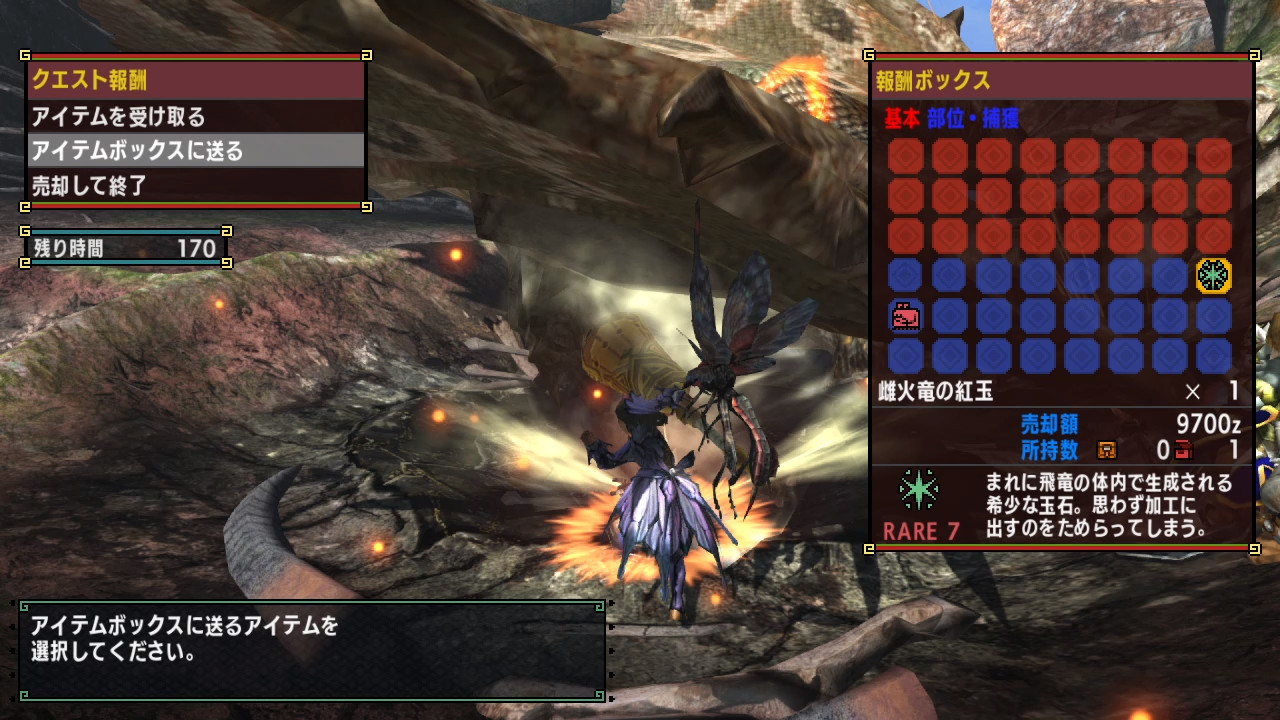 クエスト報酬
アイテムを受け取る
アイテムボックスに送る
売却して終了
残り時間 170
報酬ボックス
基本 部位・捕獲
雌火竜の紅玉 × 1
売却額 9700z
所持数 0 1
まれに飛竜の体内で生成される
希少な玉石。思わず加工に
出すのをためらってしまう。
RARE 7
アイテムボックスに送るアイテムを
選択してください。